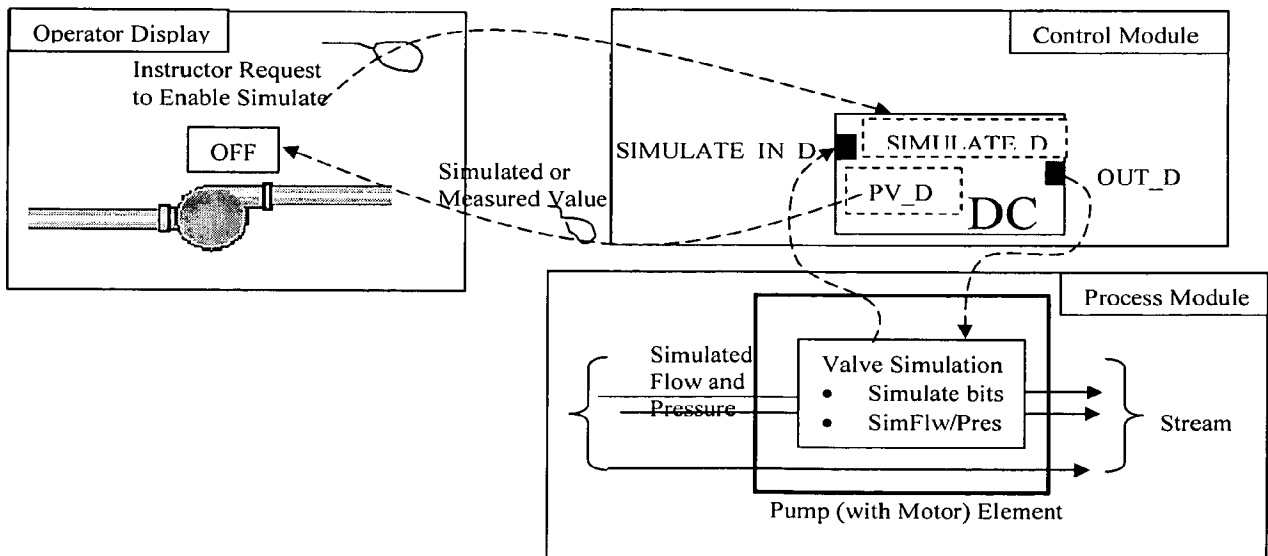 Operator Display
Instructor Request
to Enable Simulate
OFF
Simulated or
Measured Value
Control Module
SIMULATE IN D
SIMULATE D
PV_D
DC
OUT_D
Process Module
Simulated
Flow and
Pressure
Valve Simulation
• Simulate bits
• SimFlw/Pres
Stream
Pump (with Motor) Element